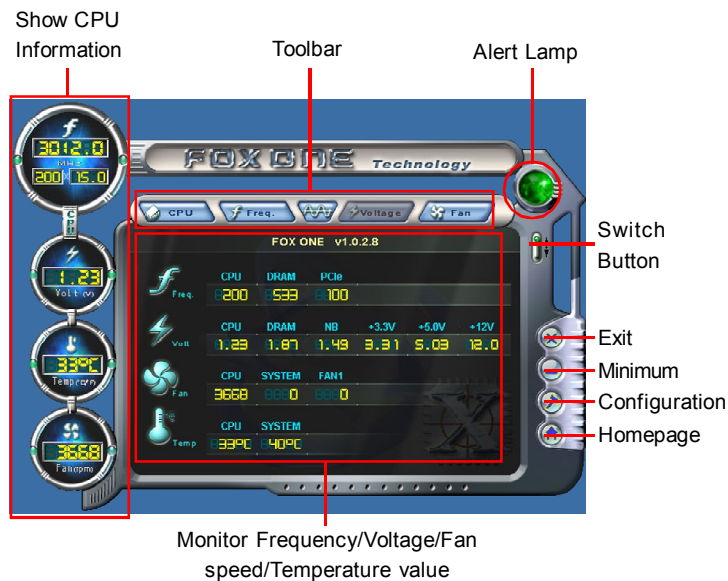 Show CPU
Information
Toolbar
Alert Lamp
3012.0
MHz
200 × 15.0
CPU
FOX ONE Technology
CPU Freq. Voltage Fan
Switch
Button
FOX ONE v1.0.2.8
1.23
Volt (v)
CPU DRAM PCIe
Freq. 200 533 100
CPU DRAM NB +3.3V +5.0V +12V
Volt 1.23 1.87 1.49 3.31 5.03 12.0
33°C
CPU SYSTEM FAN1
Fan 3668 0 0
CPU SYSTEM
Temp 33°C 40°C
3668
Fan(rpm)
Exit
Minimum
Configuration
Homepage
Monitor Frequency/Voltage/Fan
speed/Temperature value